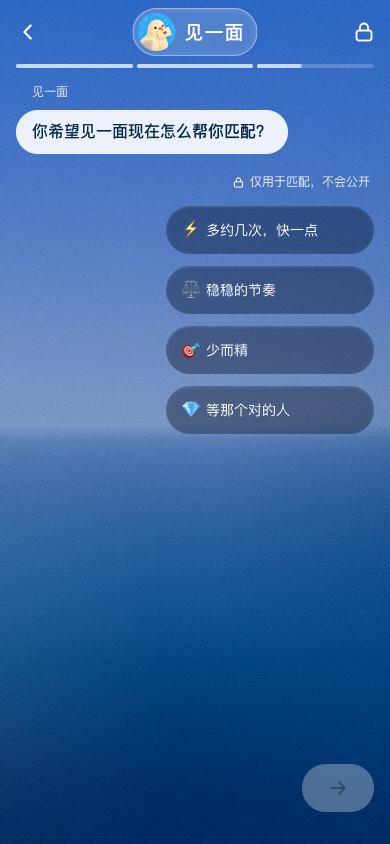 见一面
见一面
你希望见一面现在怎么帮你匹配？
仅用于匹配，不会公开
多约几次，快一点
稳稳的节奏
少而精
等那个对的人